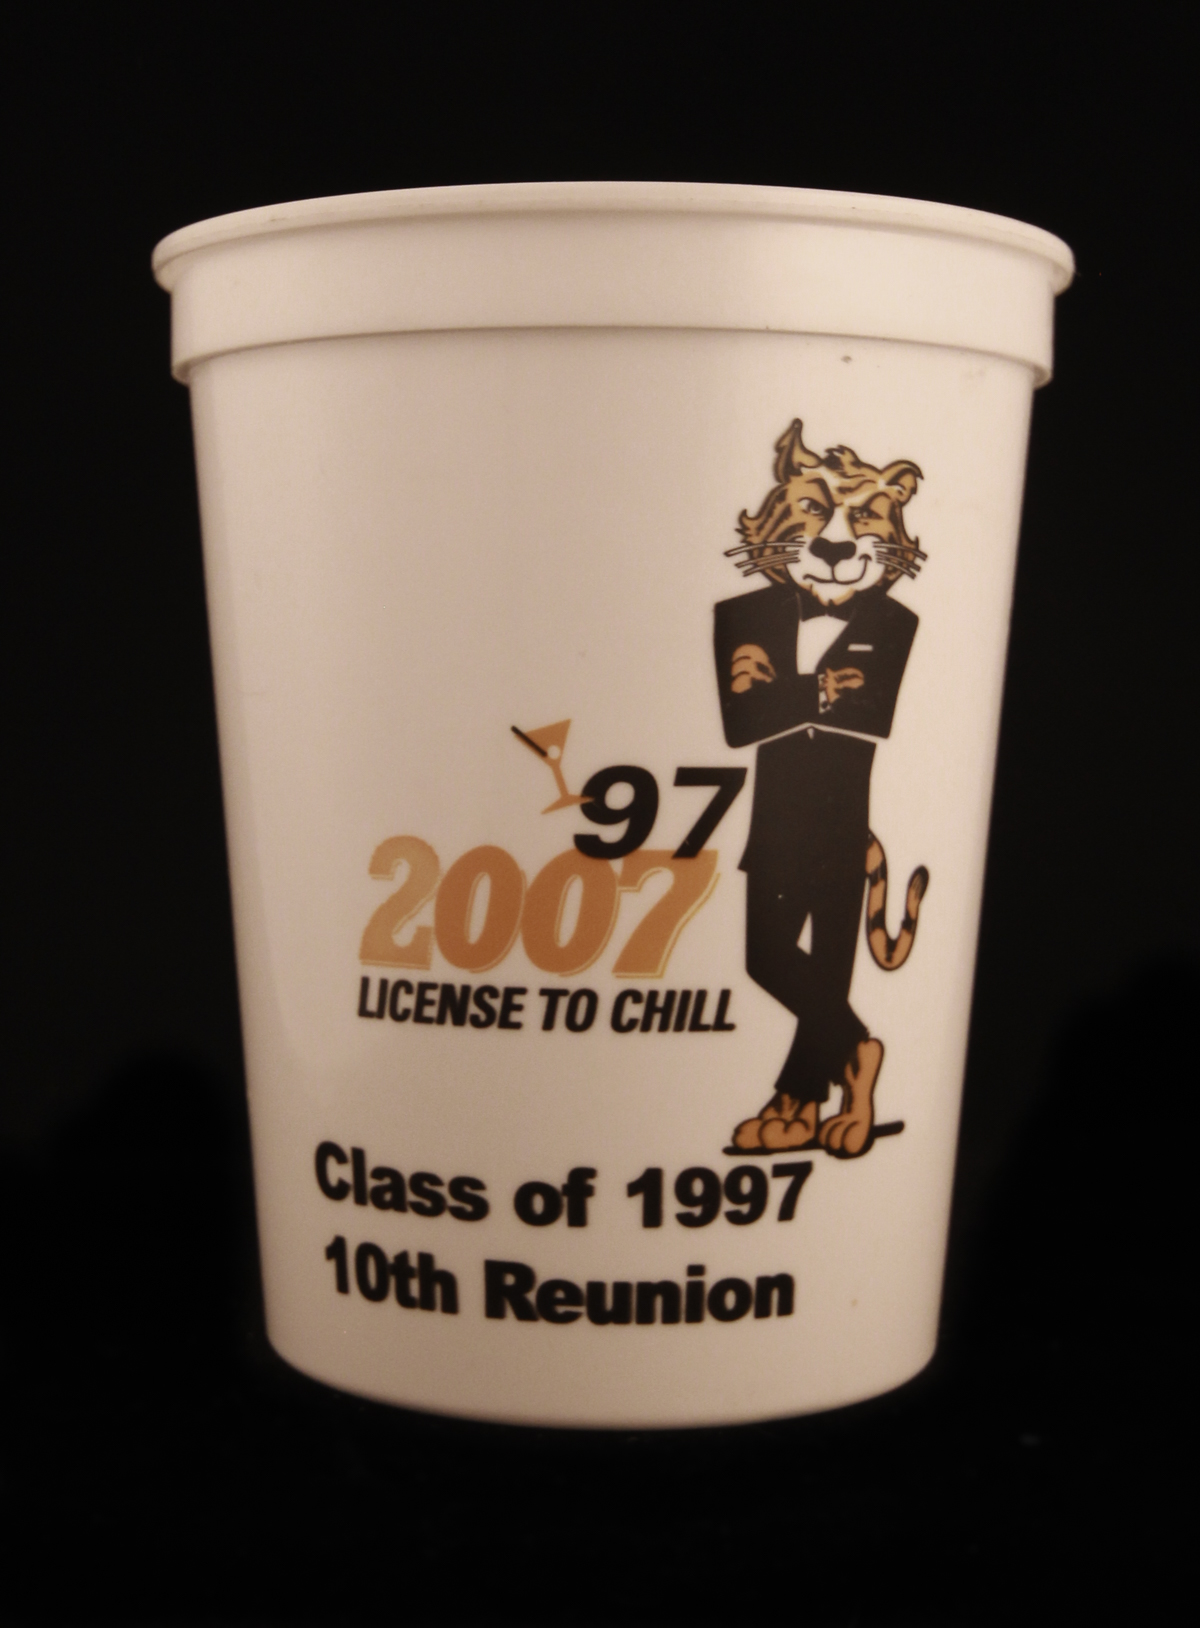 97
2007
LICENSE TO CHILL
Class of 1997
10th Reunion